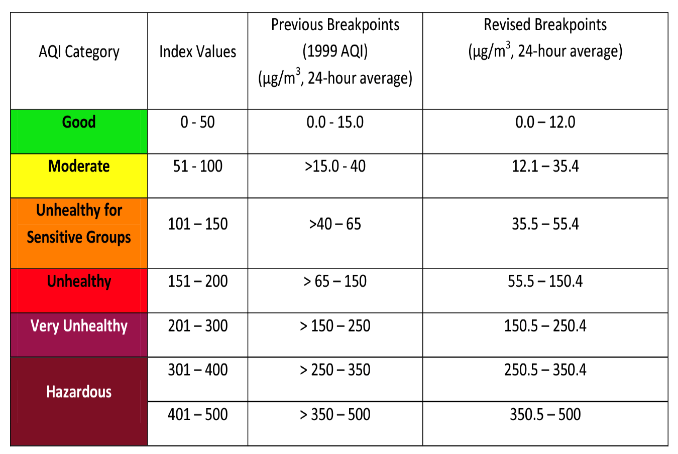 AQI Category
Index Values
Previous Breakpoints
(1999 AQI)
(µg/m³, 24-hour average)
Revised Breakpoints
(µg/m³, 24-hour average)
Good
0 - 50
0.0 - 15.0
0.0 – 12.0
Moderate
51 - 100
>15.0 - 40
12.1 – 35.4
Unhealthy for
Sensitive Groups
101 – 150
>40 – 65
35.5 – 55.4
Unhealthy
151 – 200
> 65 – 150
55.5 – 150.4
Very Unhealthy
201 – 300
> 150 – 250
150.5 – 250.4
Hazardous
301 – 400
> 250 – 350
250.5 – 350.4
401 – 500
> 350 – 500
350.5 – 500